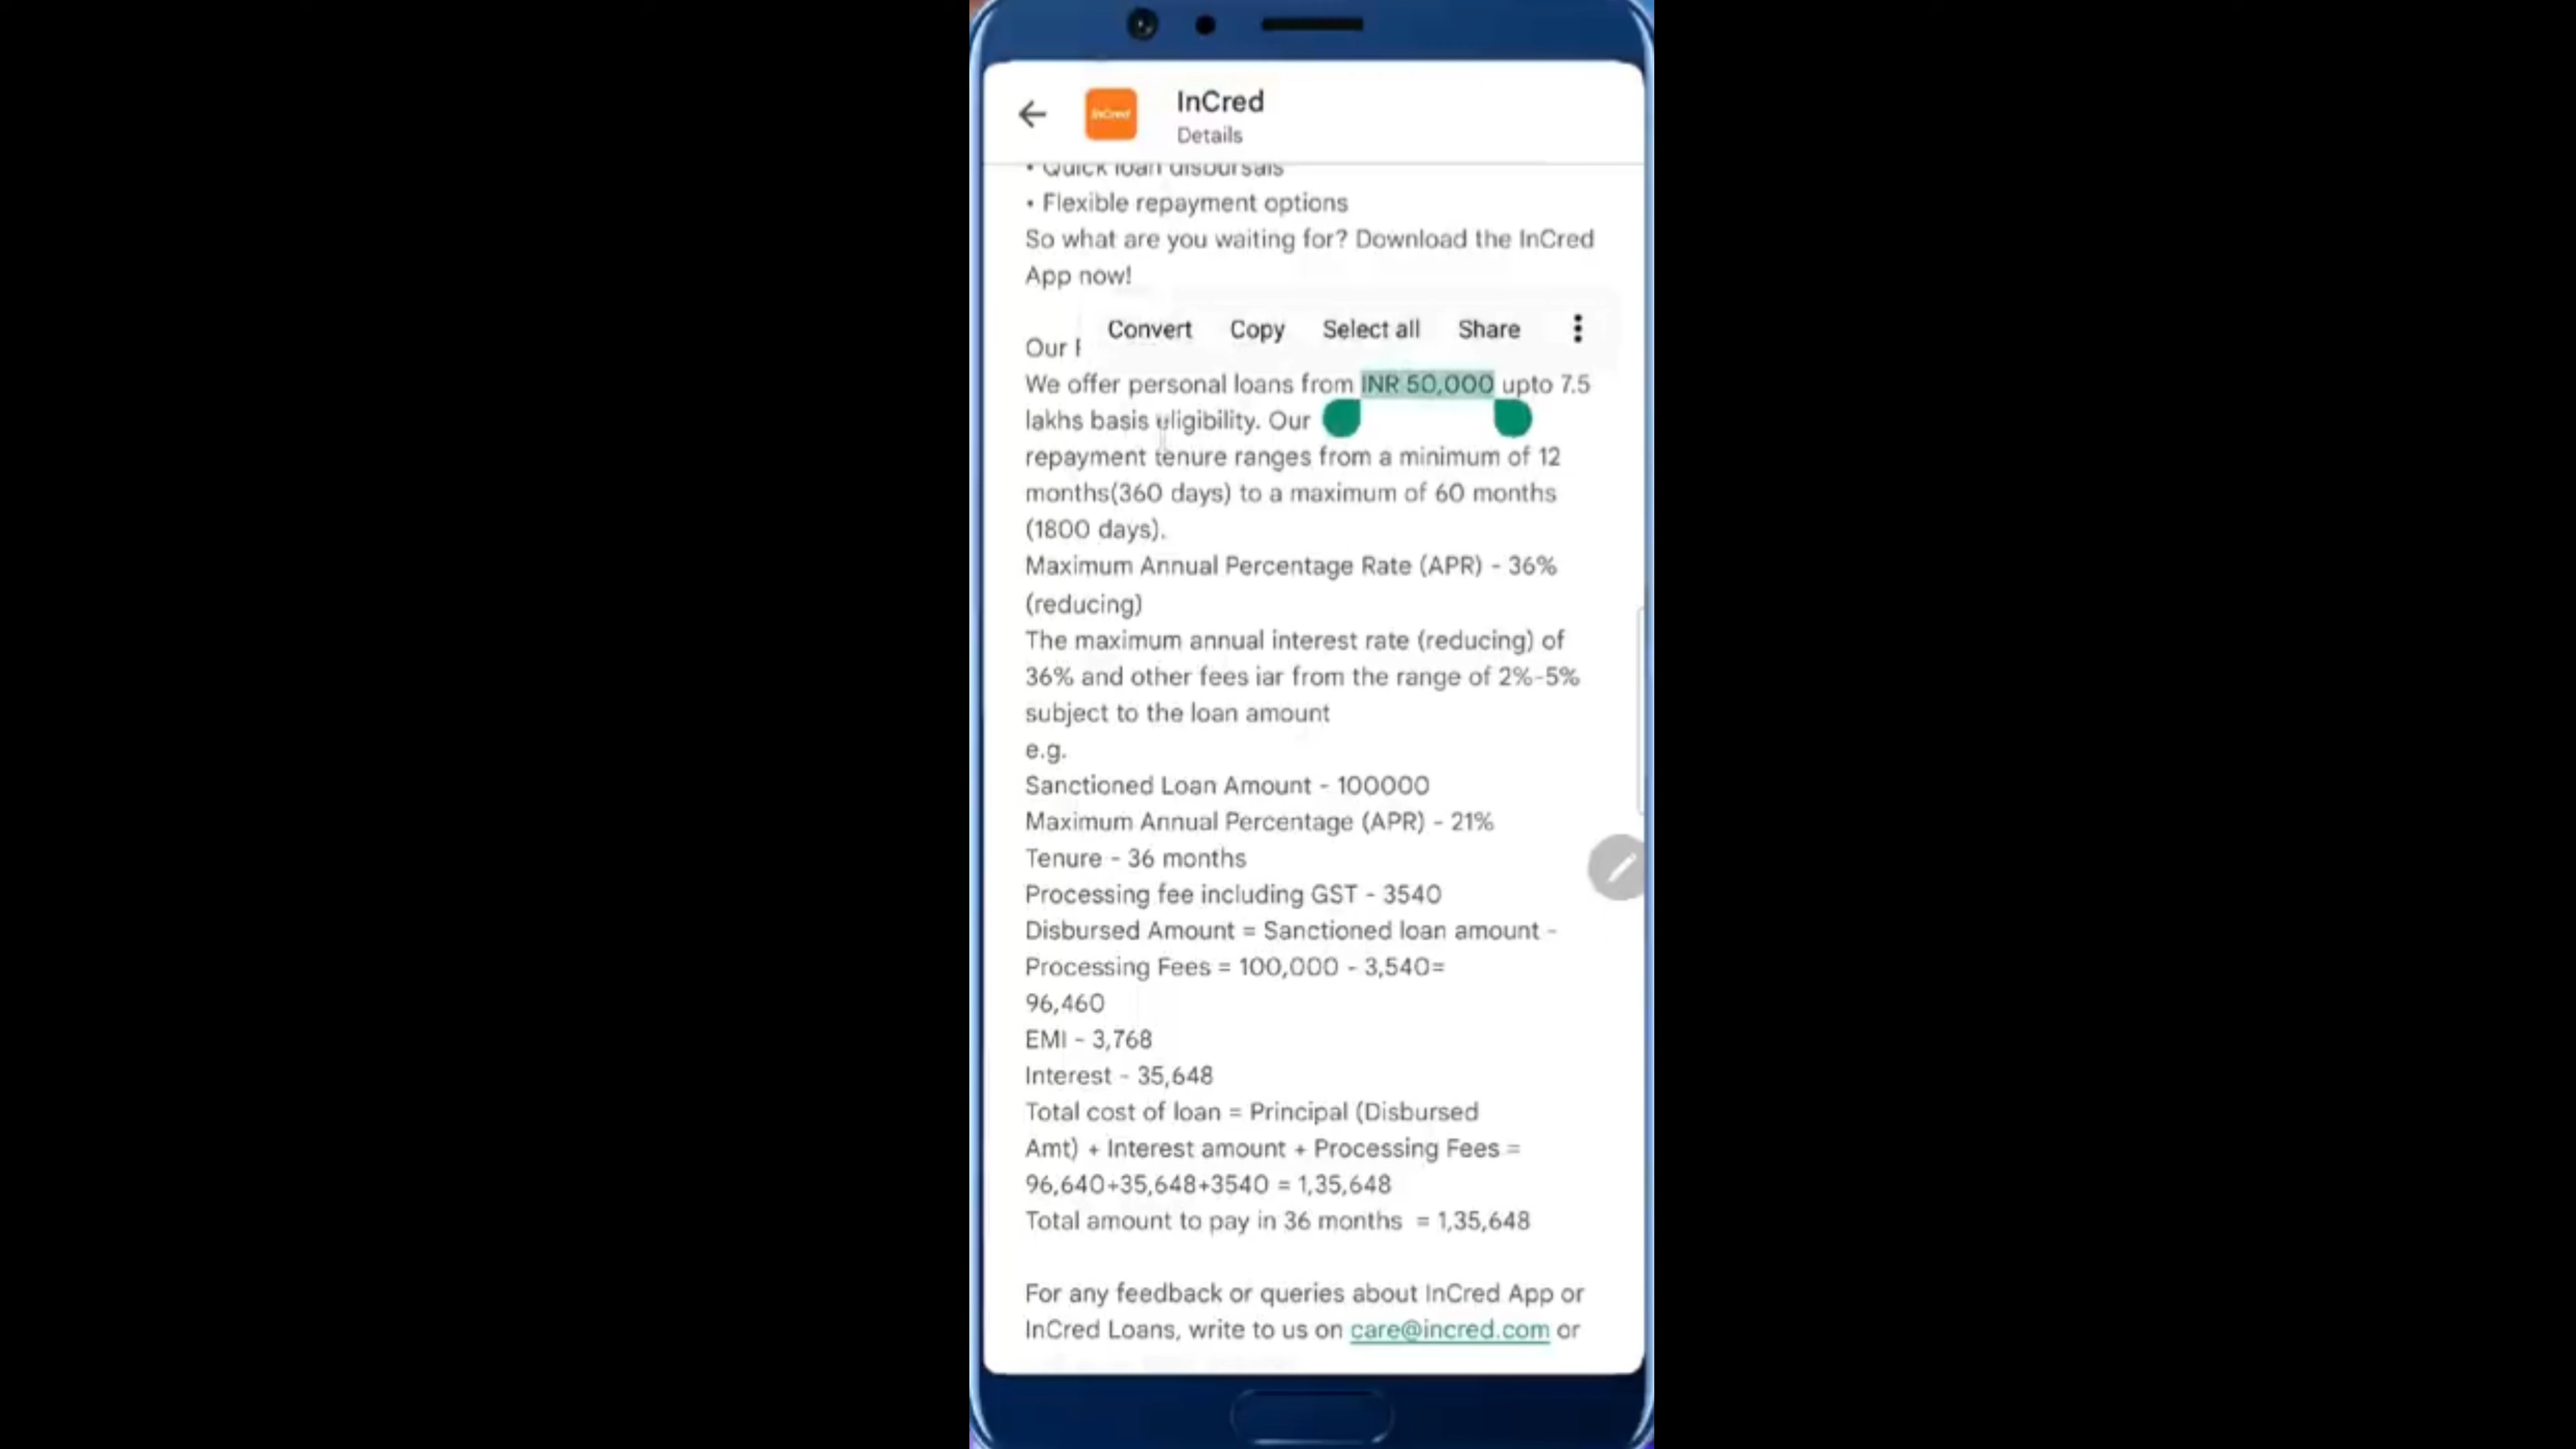 InCred
InCred
Details
• Quick loan disbursals
• Flexible repayment options
So what are you waiting for? Download the InCred
App now!
Convert Copy Select all Share
Our
We offer personal loans from INR 50,000 upto 7.5
lakhs basis eligibility. Our
repayment tenure ranges from a minimum of 12
months(360 days) to a maximum of 60 months
(1800 days).
Maximum Annual Percentage Rate (APR) - 36%
(reducing)
The maximum annual interest rate (reducing) of
36% and other fees iar from the range of 2%-5%
subject to the loan amount
e.g.
Sanctioned Loan Amount - 100000
Maximum Annual Percentage (APR) - 21%
Tenure - 36 months
Processing fee including GST - 3540
Disbursed Amount = Sanctioned loan amount -
Processing Fees = 100,000 - 3,540=
96,460
EMI - 3,768
Interest - 35,648
Total cost of loan = Principal (Disbursed
Amt) + Interest amount + Processing Fees =
96,640+35,648+3540 = 1,35,648
Total amount to pay in 36 months = 1,35,648
For any feedback or queries about InCred App or
InCred Loans, write to us on care@incred.com or